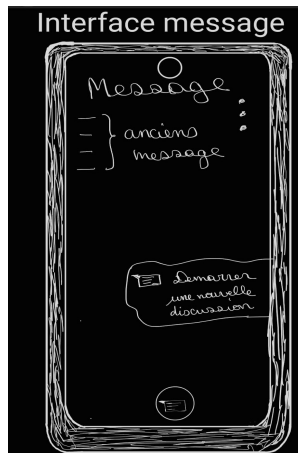 Interface message
Message
anciens
message
Demarrer
une nouvelle
discussion